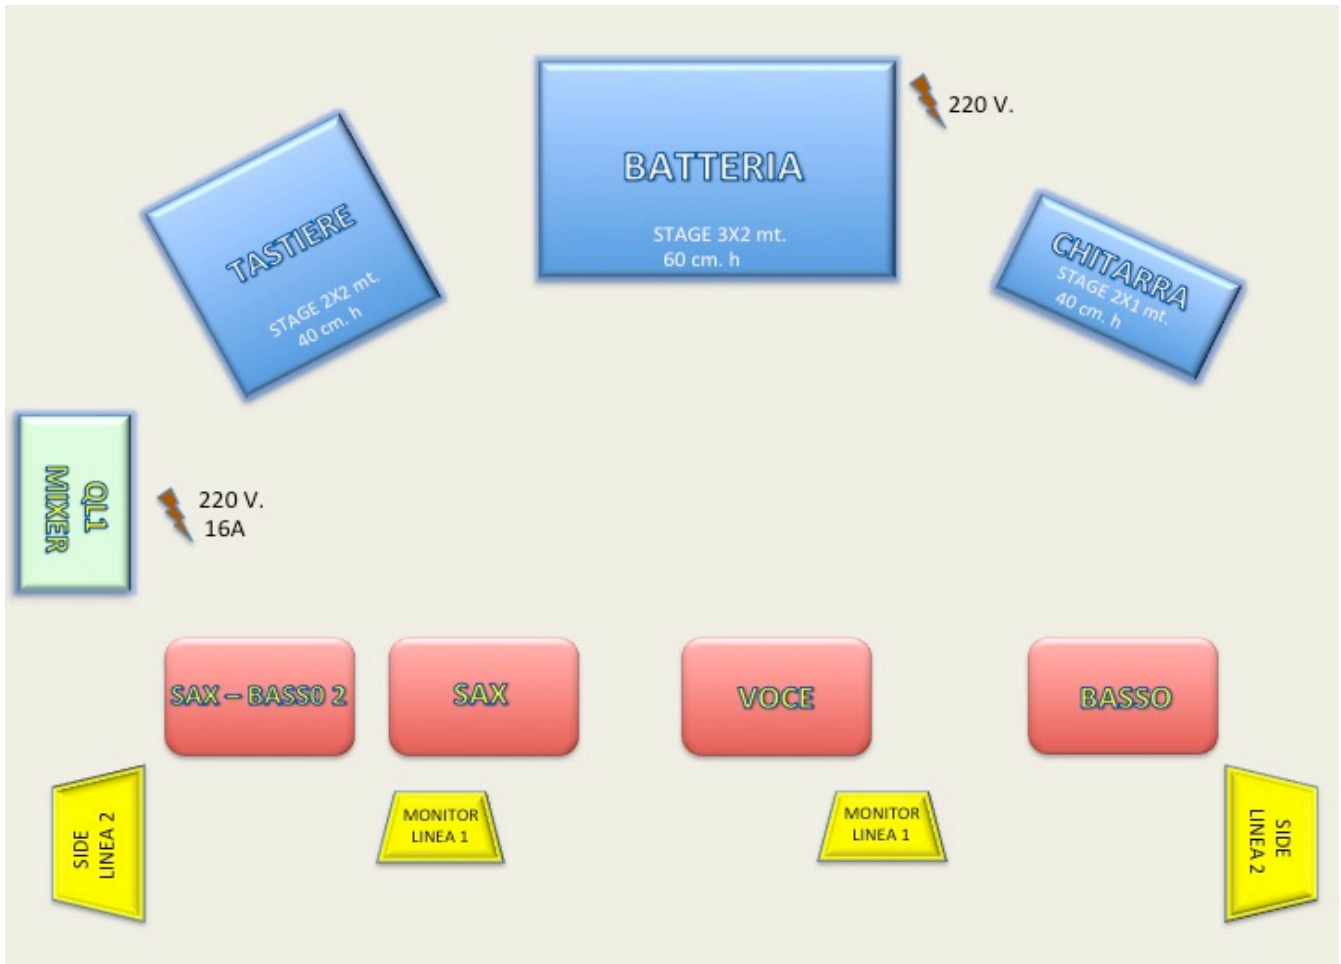 BATTERIA
STAGE 3X2 mt.
60 cm. h
220 V.
TASTIERE
STAGE 2X2 mt.
40 cm. h
CHITARRA
STAGE 2X1 mt.
40 cm. h
QL1
MIXER
220 V.
16A
SAX – BASSO 2
SAX
VOCE
BASSO
SIDE
LINEA 2
MONITOR
LINEA 1
MONITOR
LINEA 1
SIDE
LINEA 2